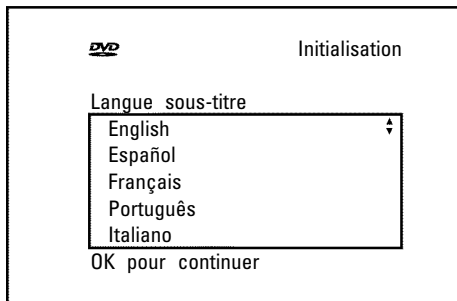 DVD Initialisation
Langue sous-titre
English
Español
Français
Português
Italiano
OK pour continuer